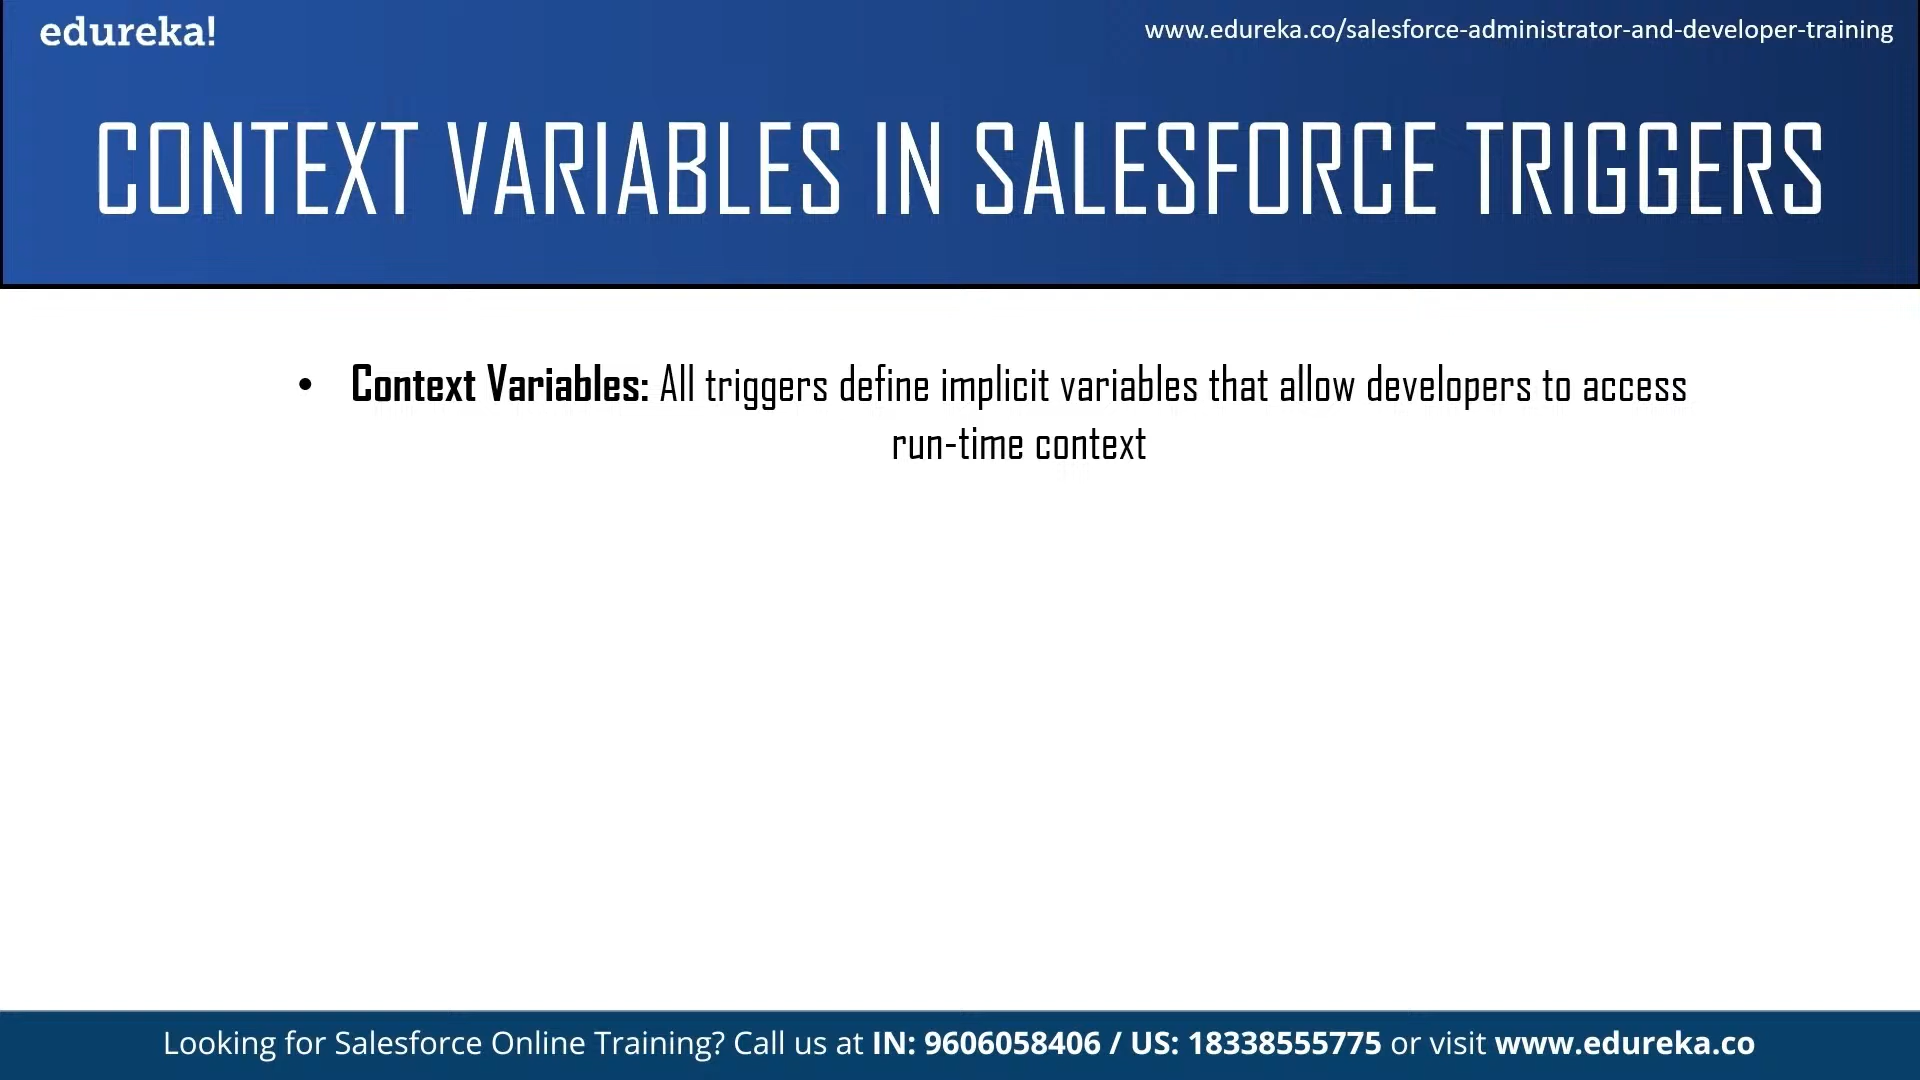 edureka!
www.edureka.co/salesforce-administrator-and-developer-training
CONTEXT VARIABLES IN SALESFORCE TRIGGERS
• Context Variables: All triggers define implicit variables that allow developers to access
run-time context
Looking for Salesforce Online Training? Call us at IN: 9606058406 / US: 18338555775 or visit www.edureka.co